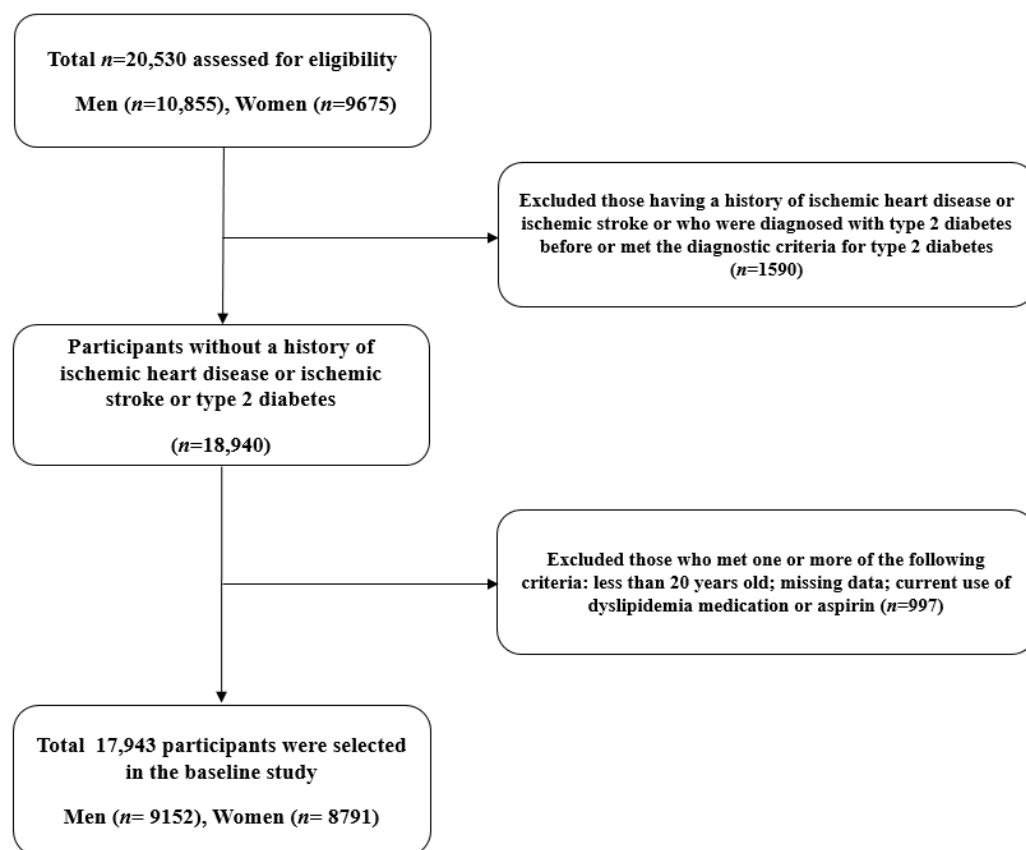 Total n=20,530 assessed for eligibility
Men (n=10,855), Women (n=9675)
Excluded those having a history of ischemic heart disease or
ischemic stroke or who were diagnosed with type 2 diabetes
before or met the diagnostic criteria for type 2 diabetes
(n=1590)
Participants without a history of
ischemic heart disease or ischemic
stroke or type 2 diabetes
(n=18,940)
Excluded those who met one or more of the following
criteria: less than 20 years old; missing data; current use of
dyslipidemia medication or aspirin (n=997)
Total 17,943 participants were selected
in the baseline study
Men (n= 9152), Women (n= 8791)